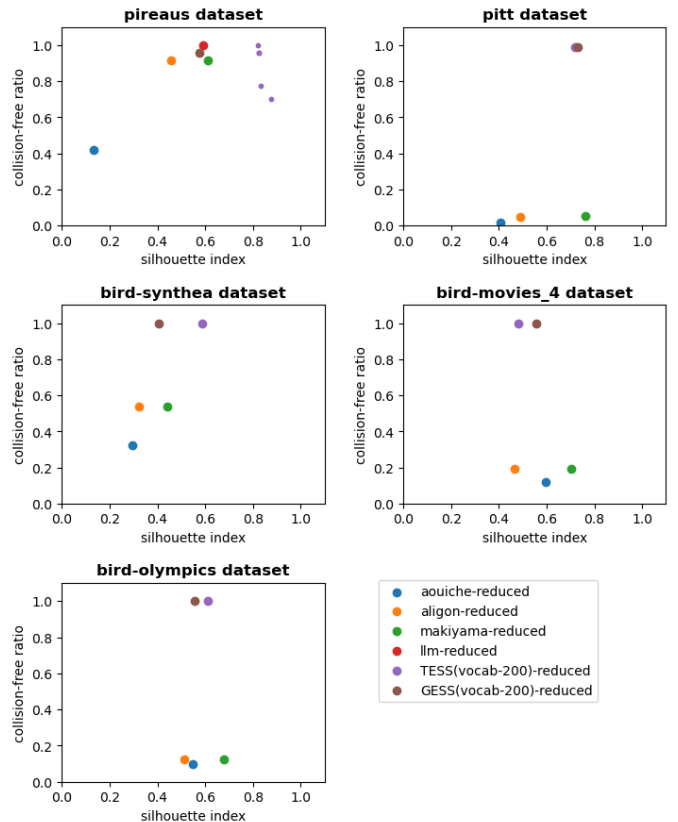 pireaus dataset
1.0
0.8
0.6
0.4
0.2
0.0
collision-free ratio
0.0 0.2 0.4 0.6 0.8 1.0
silhouette index
pitt dataset
1.0
0.8
0.6
0.4
0.2
0.0
collision-free ratio
0.0 0.2 0.4 0.6 0.8 1.0
silhouette index
bird-synthea dataset
1.0
0.8
0.6
0.4
0.2
0.0
collision-free ratio
0.0 0.2 0.4 0.6 0.8 1.0
silhouette index
bird-movies_4 dataset
1.0
0.8
0.6
0.4
0.2
0.0
collision-free ratio
0.0 0.2 0.4 0.6 0.8 1.0
silhouette index
bird-olympics dataset
1.0
0.8
0.6
0.4
0.2
0.0
collision-free ratio
0.0 0.2 0.4 0.6 0.8 1.0
silhouette index
aouiche-reduced
aligon-reduced
makiyama-reduced
llm-reduced
TESS(vocab-200)-reduced
GESS(vocab-200)-reduced